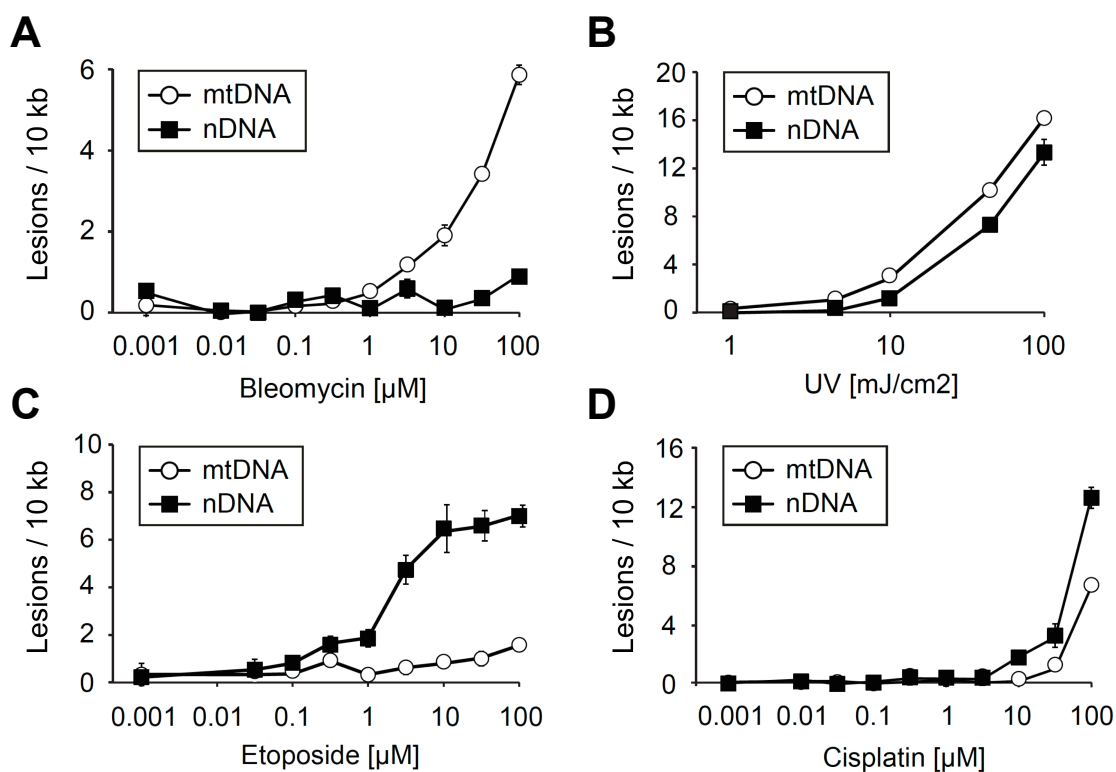 A
Lesions / 10 kb
6
4
2
0
mtDNA
nDNA
0.001 0.01 0.1 1 10 100
Bleomycin [µM]
B
Lesions / 10 kb
20
16
12
8
4
0
mtDNA
nDNA
1 10 100
UV [mJ/cm2]
C
Lesions / 10 kb
10
8
6
4
2
0
mtDNA
nDNA
0.001 0.01 0.1 1 10 100
Etoposide [µM]
D
Lesions / 10 kb
16
12
8
4
0
mtDNA
nDNA
0.001 0.01 0.1 1 10 100
Cisplatin [µM]